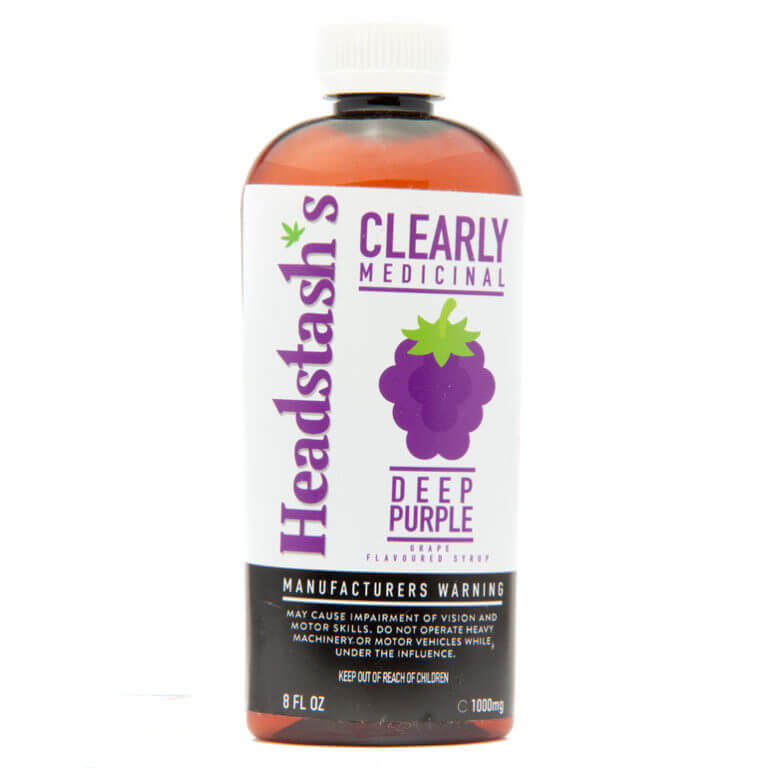 Headstash's
CLEARLY
MEDICINAL
DEEP
PURPLE
GRAPE
FLAVOURED SYRUP
MANUFACTURERS WARNING
MAY CAUSE IMPAIRMENT OF VISION AND
MOTOR SKILLS. DO NOT OPERATE HEAVY
MACHINERY OR MOTOR VEHICLES WHILE,
UNDER THE INFLUENCE.
KEEP OUT OF REACH OF CHILDREN
8 FL OZ
C 1000mg